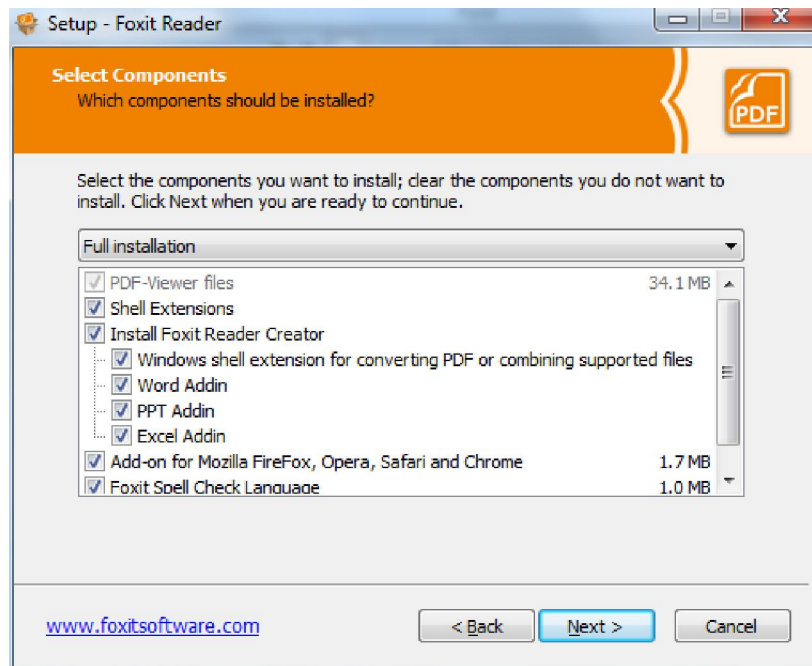 Setup - Foxit Reader
Select Components
Which components should be installed?
PDF
Select the components you want to install; clear the components you do not want to
install. Click Next when you are ready to continue.
Full installation
PDF-Viewer files 34.1 MB
Shell Extensions
Install Foxit Reader Creator
Windows shell extension for converting PDF or combining supported files
Word Addin
PPT Addin
Excel Addin
Add-on for Mozilla FireFox, Opera, Safari and Chrome 1.7 MB
Foxit Spell Check Language 1.0 MB
www.foxitsoftware.com
< Back Next > Cancel